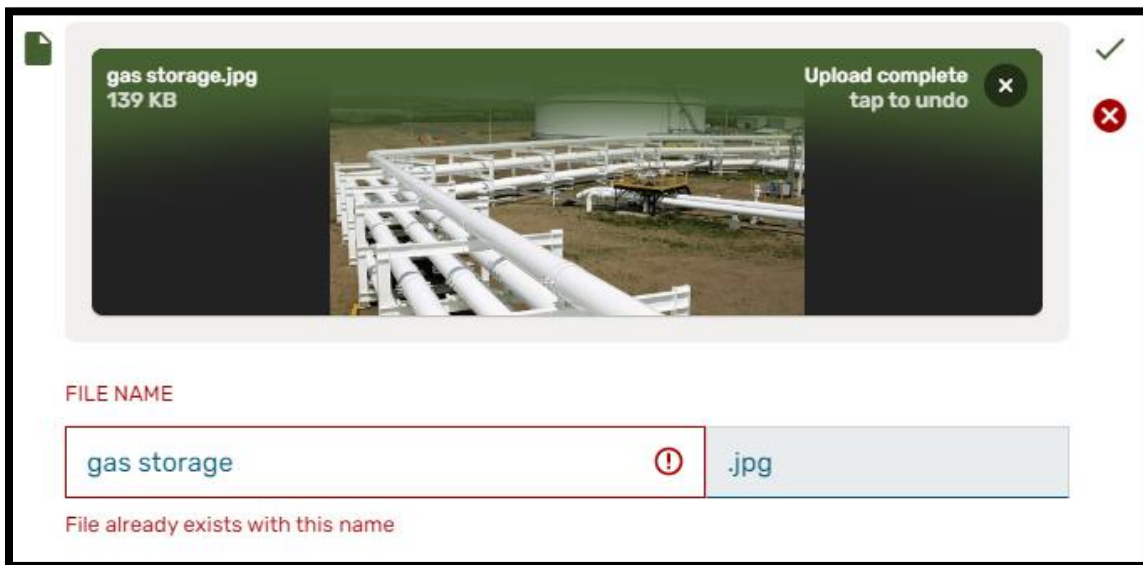 gas storage.jpg
139 KB
Upload complete
tap to undo
FILE NAME
gas storage
.jpg
File already exists with this name